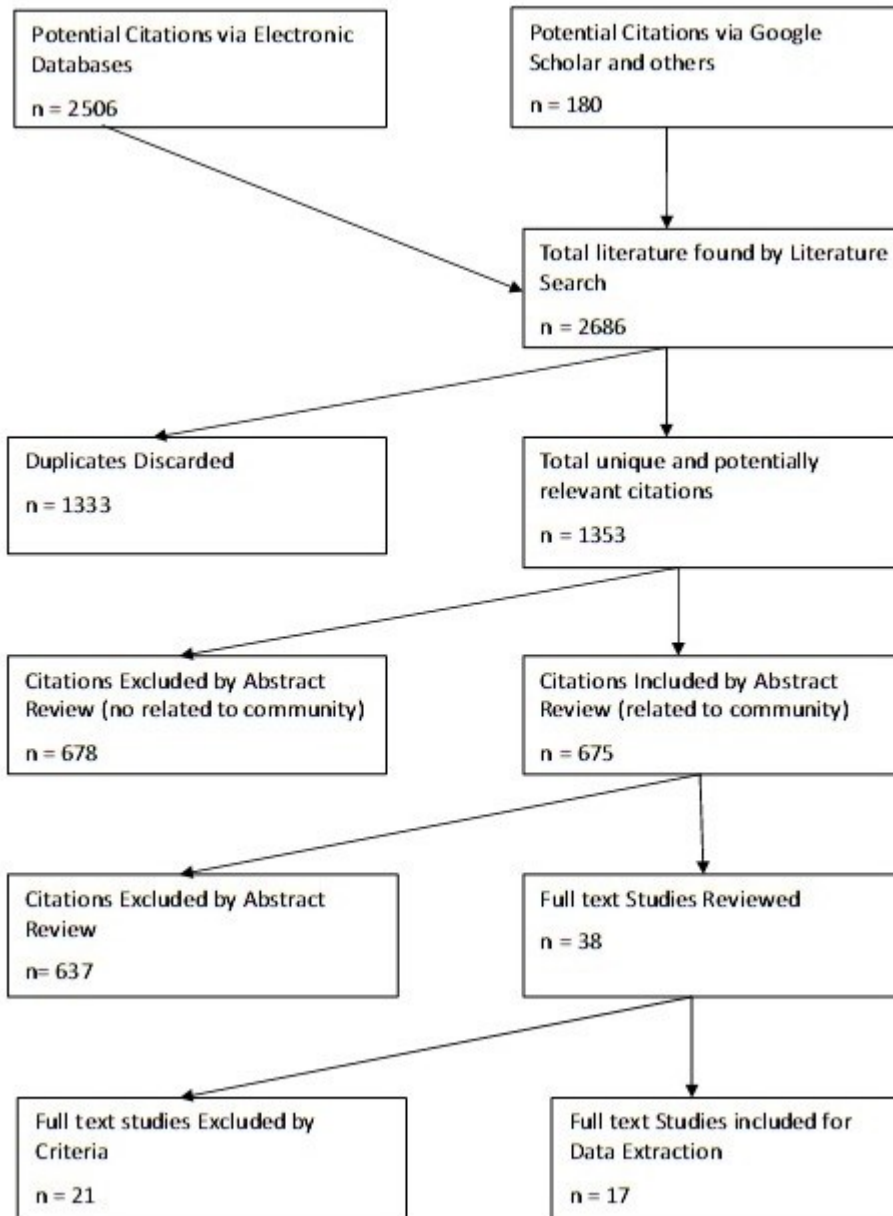 Potential Citations via Electronic
Databases
n = 2506
Potential Citations via Google
Scholar and others
n = 180
Total literature found by Literature
Search
n = 2686
Duplicates Discarded
n = 1333
Total unique and potentially
relevant citations
n = 1353
Citations Excluded by Abstract
Review (no related to community)
n = 678
Citations Included by Abstract
Review (related to community)
n = 675
Citations Excluded by Abstract
Review
n= 637
Full text Studies Reviewed
n = 38
Full text studies Excluded by
Criteria
n = 21
Full text Studies included for
Data Extraction
n = 17